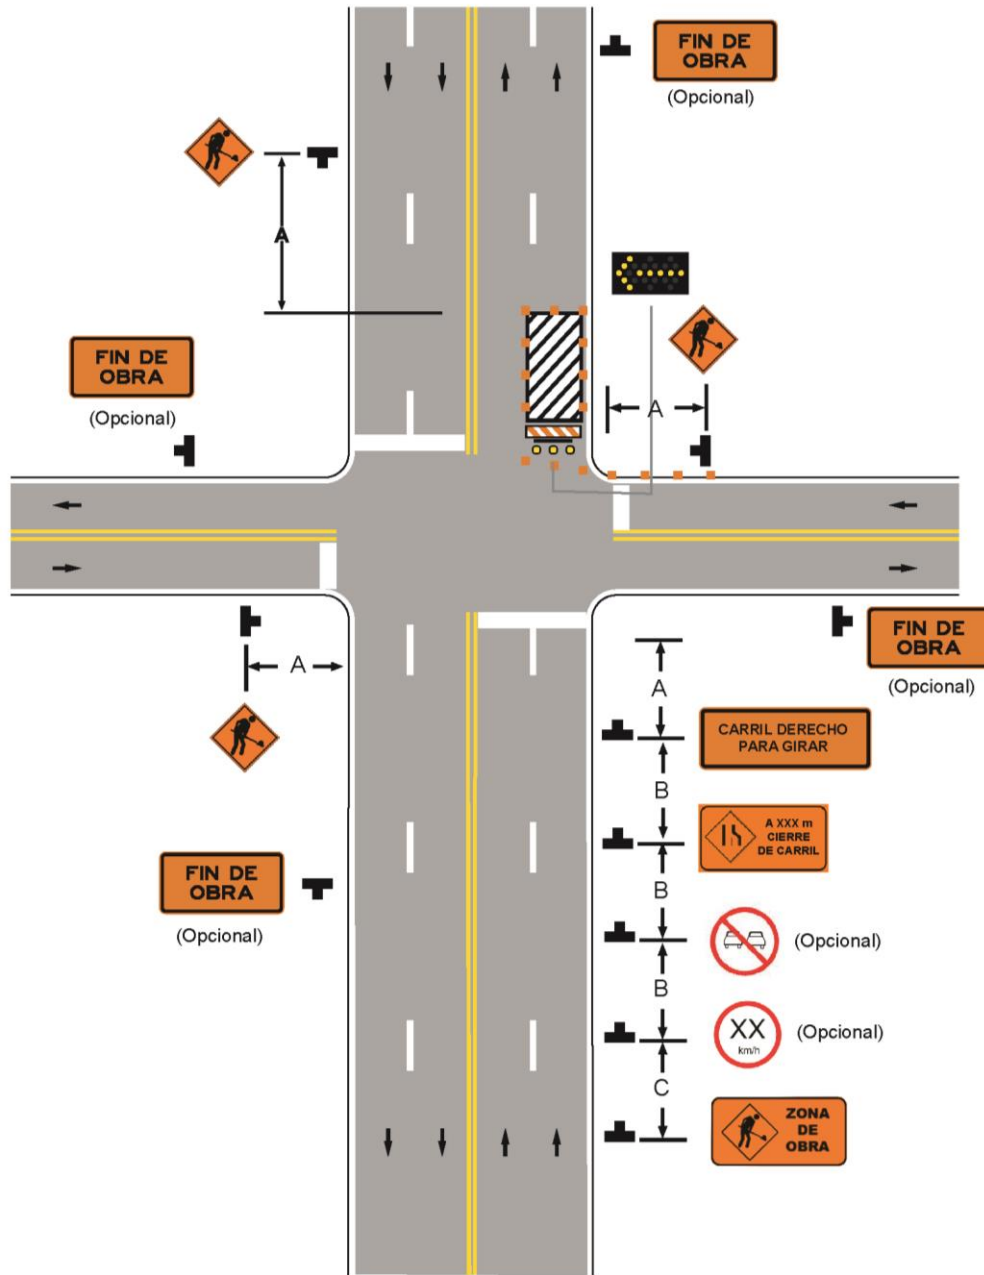 FIN DE
OBRA
(Opcional)
A
FIN DE
OBRA
(Opcional)
A
A
FIN DE
OBRA
(Opcional)
A
CARRIL DERECHO
PARA GIRAR
B
A XXX m
CIERRE
DE CARRIL
FIN DE
OBRA
(Opcional)
B
(Opcional)
B
XX
km/h
(Opcional)
C
ZONA
DE
OBRA